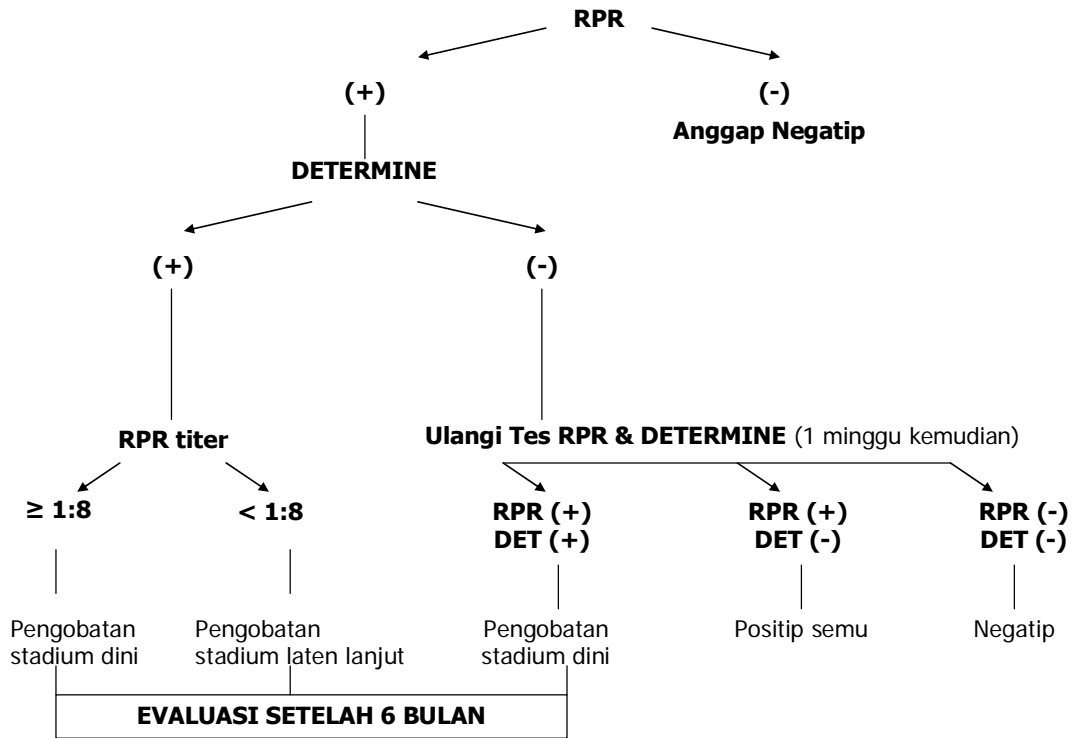 RPR
(+)
(-)
Anggap Negatip
DETERMINE
(+)
(-)
RPR titer
Ulangi Tes RPR & DETERMINE (1 minggu kemudian)
≥ 1:8
< 1:8
RPR (+)
DET (+)
RPR (+)
DET (-)
RPR (-)
DET (-)
Pengobatan
stadium dini
Pengobatan
stadium laten lanjut
Pengobatan
stadium dini
Positip semu
Negatip
EVALUASI SETELAH 6 BULAN